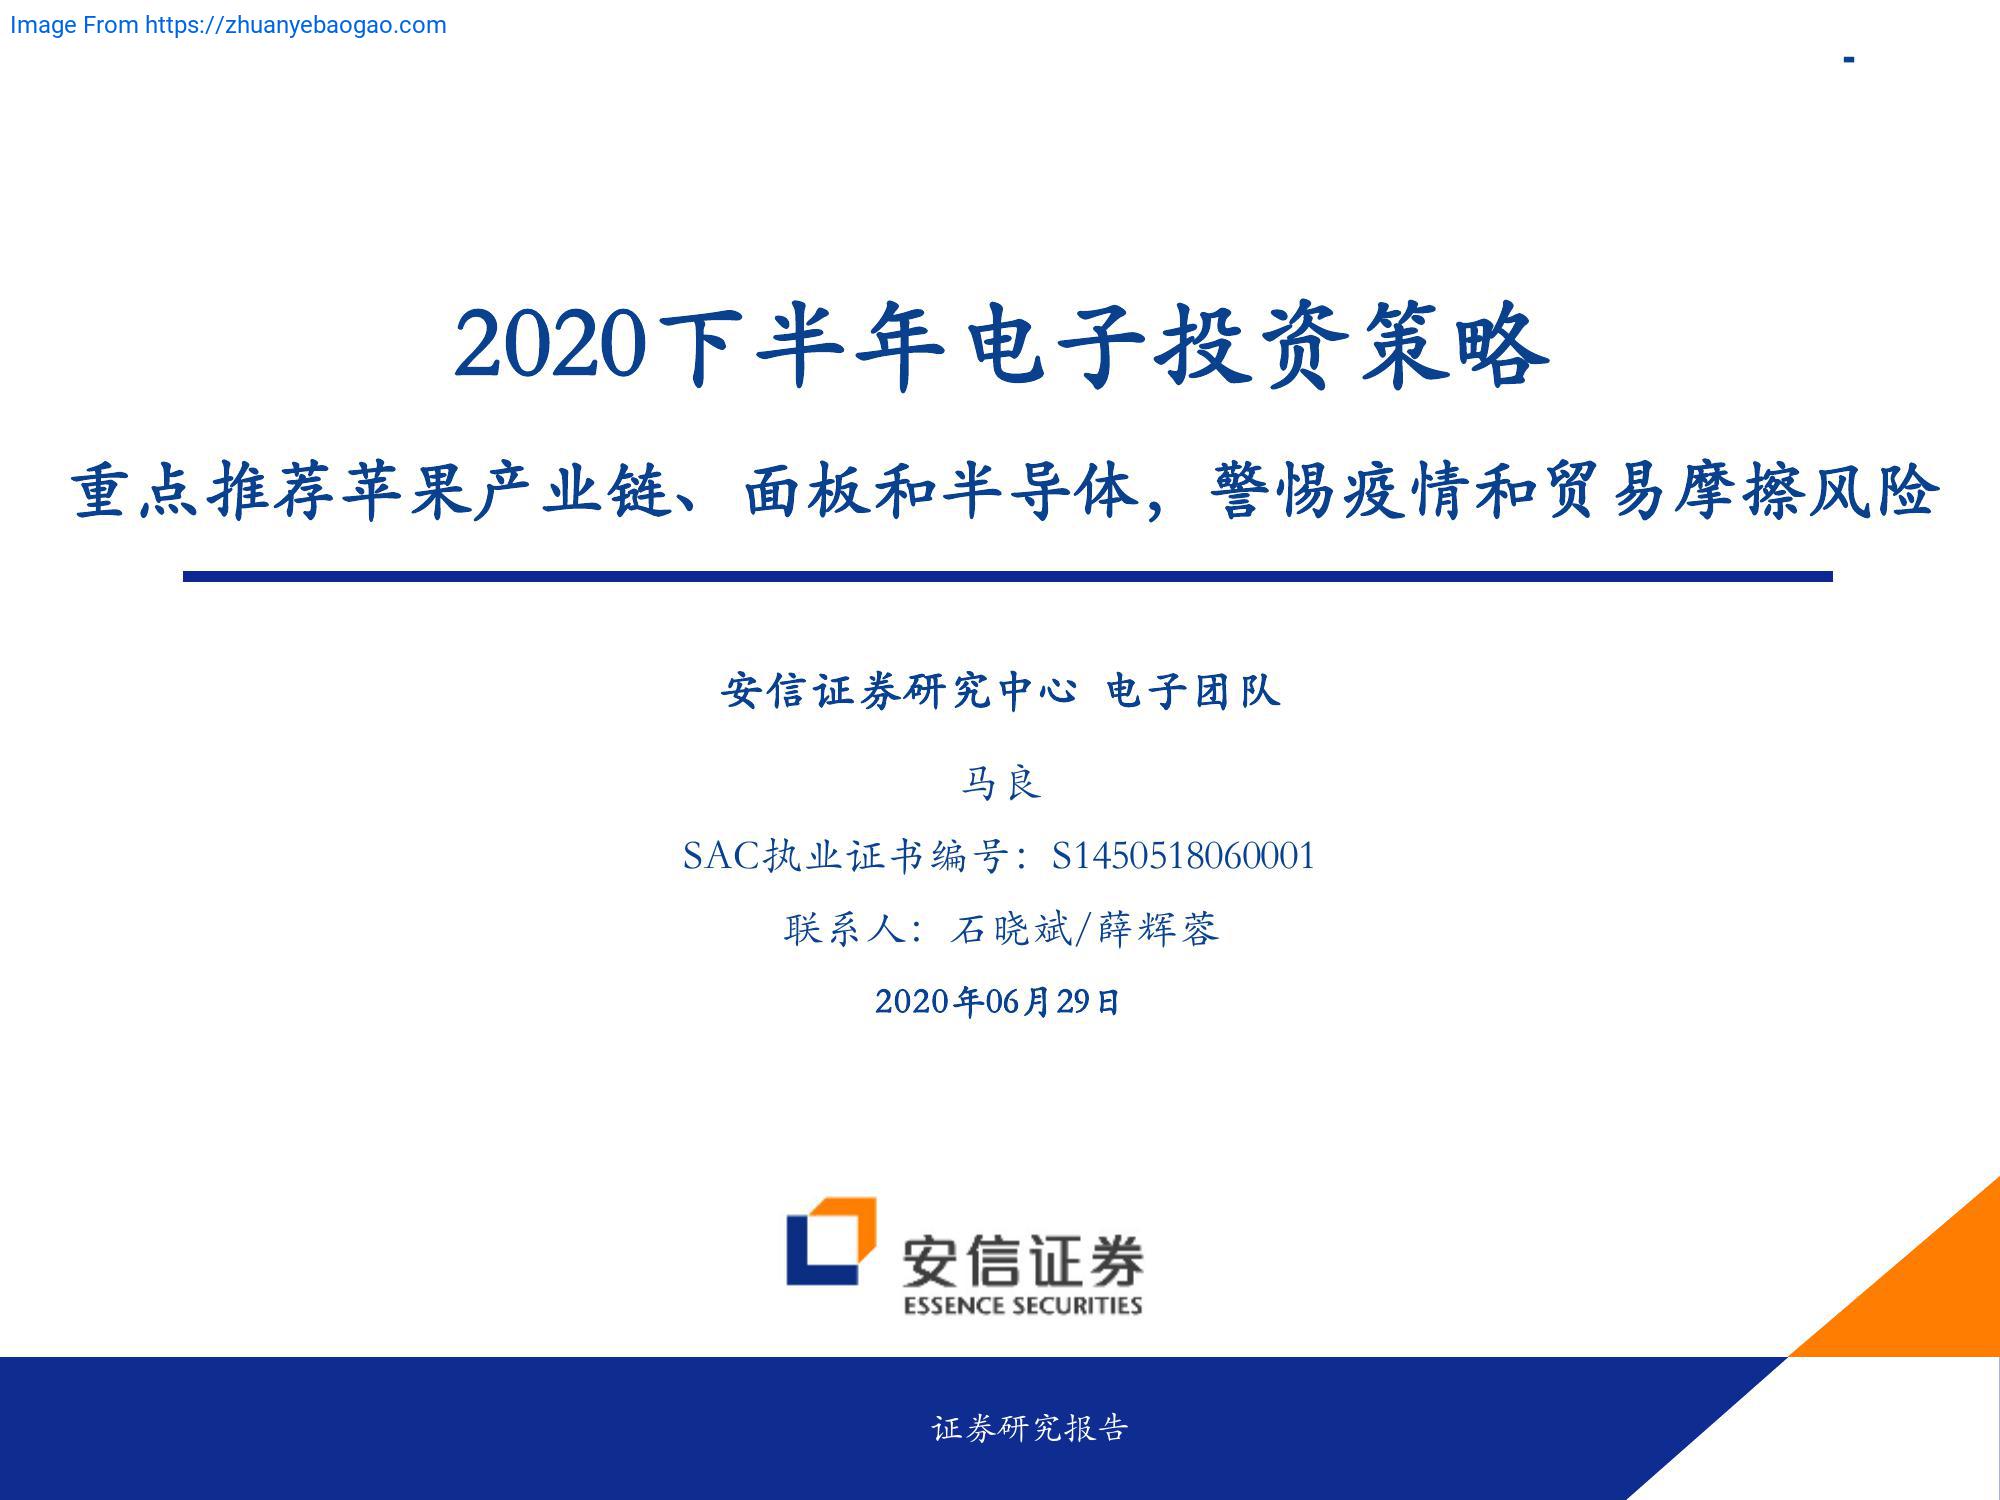 Image From https://zhuanyebaogao.com
-
2020下半年电子投资策略
重点推荐苹果产业链、面板和半导体，警惕疫情和贸易摩擦风险
安信证券研究中心 电子团队
马良
SAC执业证书编号：S1450518060001
联系人：石晓斌/薛辉蓉
2020年06月29日
安信证券
ESSENCE SECURITIES
证券研究报告